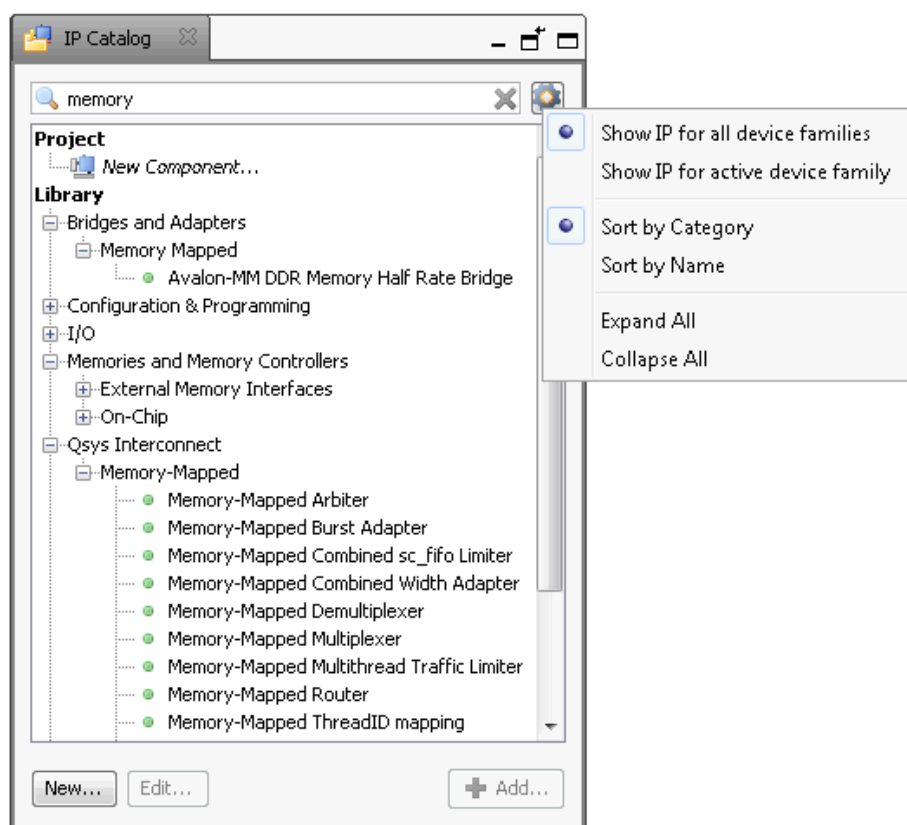 IP Catalog
memory
Project
New Component...
Library
Bridges and Adapters
Memory Mapped
Avalon-MM DDR Memory Half Rate Bridge
Configuration & Programming
I/O
Memories and Memory Controllers
External Memory Interfaces
On-Chip
Qsys Interconnect
Memory-Mapped
Memory-Mapped Arbiter
Memory-Mapped Burst Adapter
Memory-Mapped Combined sc_fifo Limiter
Memory-Mapped Combined Width Adapter
Memory-Mapped Demultiplexer
Memory-Mapped Multiplexer
Memory-Mapped Multithread Traffic Limiter
Memory-Mapped Router
Memory-Mapped ThreadID mapping
New...
Edit...
Add...
Show IP for all device families
Show IP for active device family
Sort by Category
Sort by Name
Expand All
Collapse All